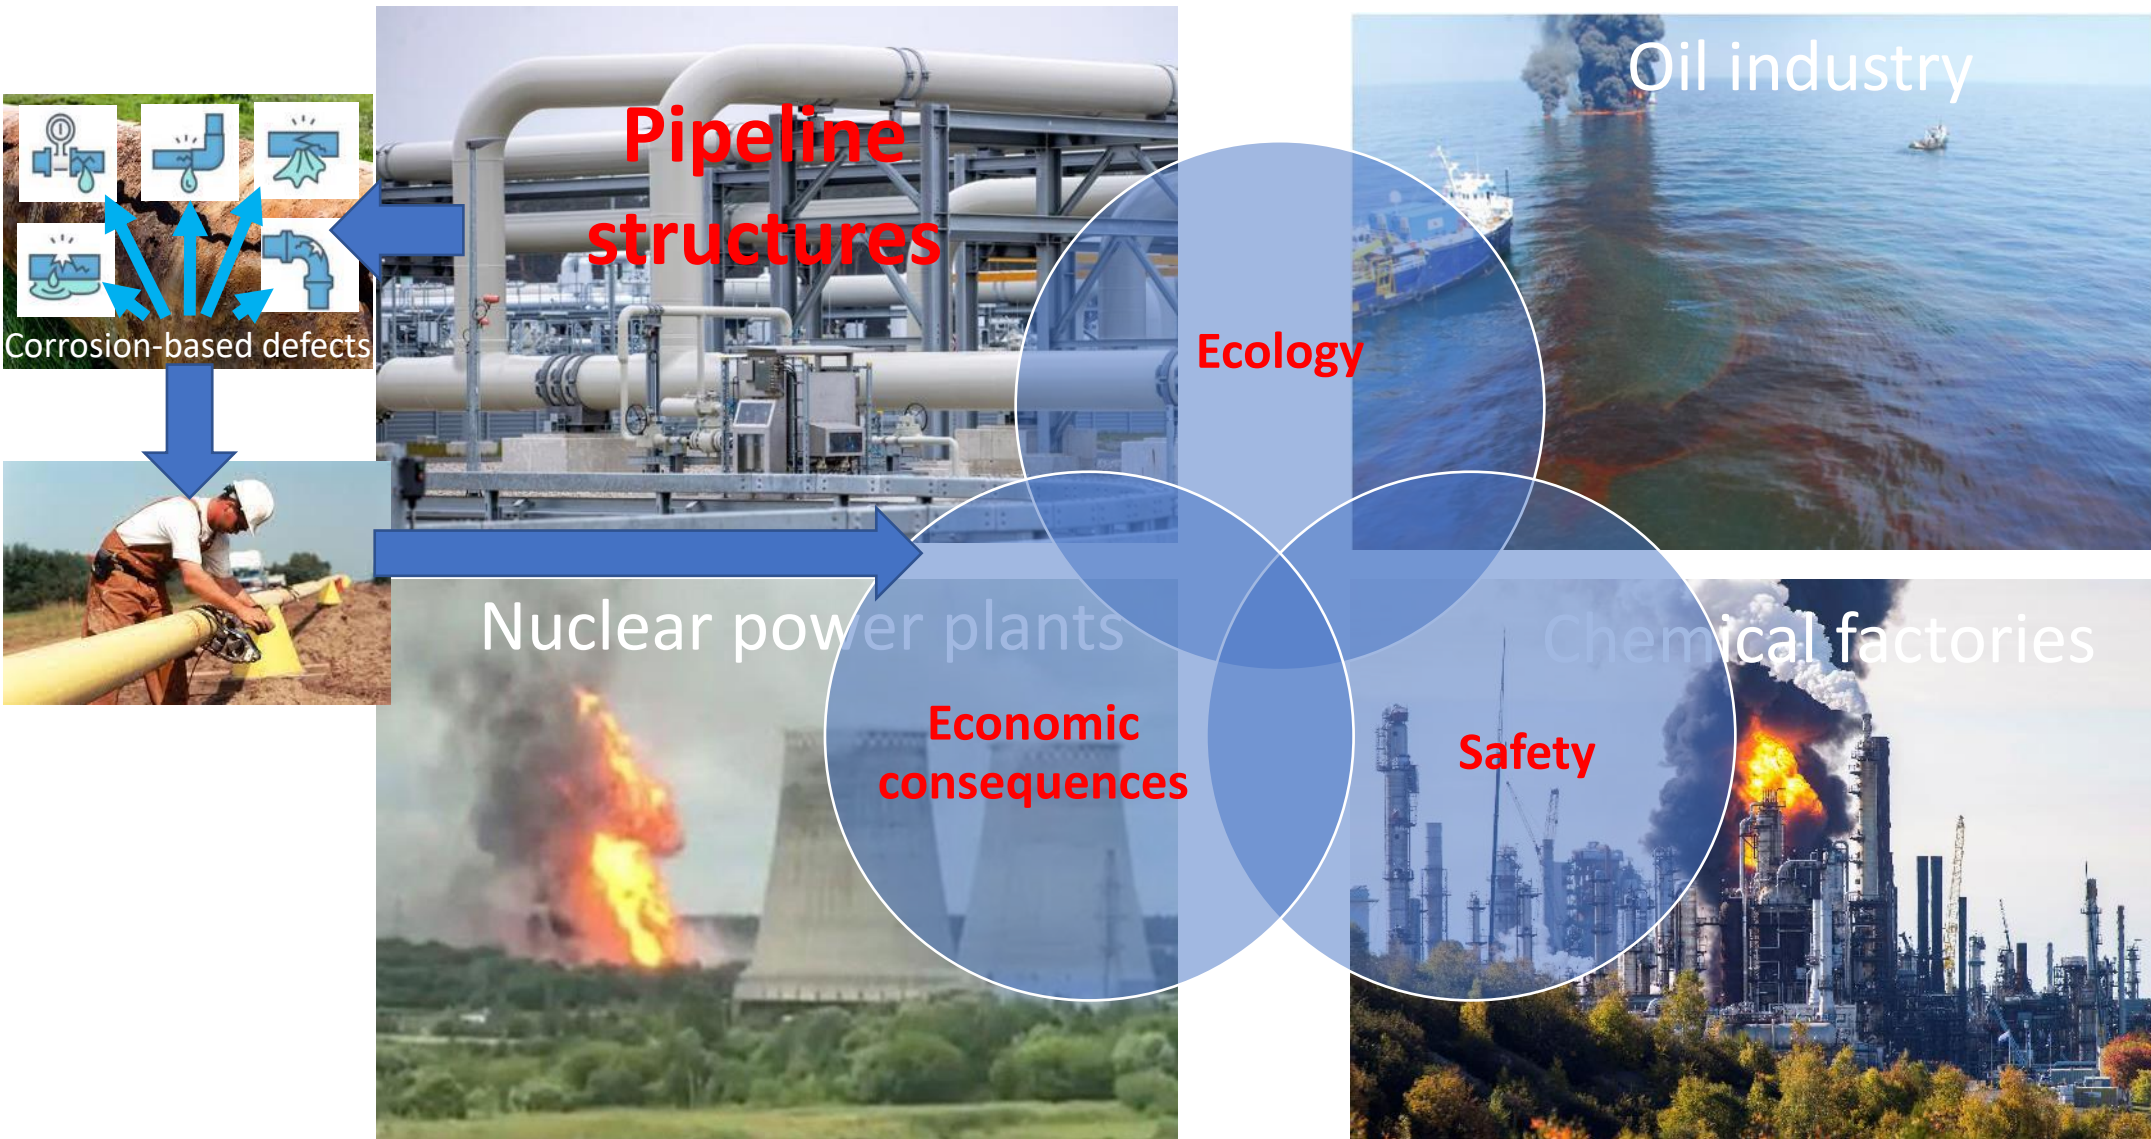 Pipeline
structures
Oil industry
Corrosion-based defects
Ecology
Nuclear power plants
Chemical factories
Economic
consequences
Safety